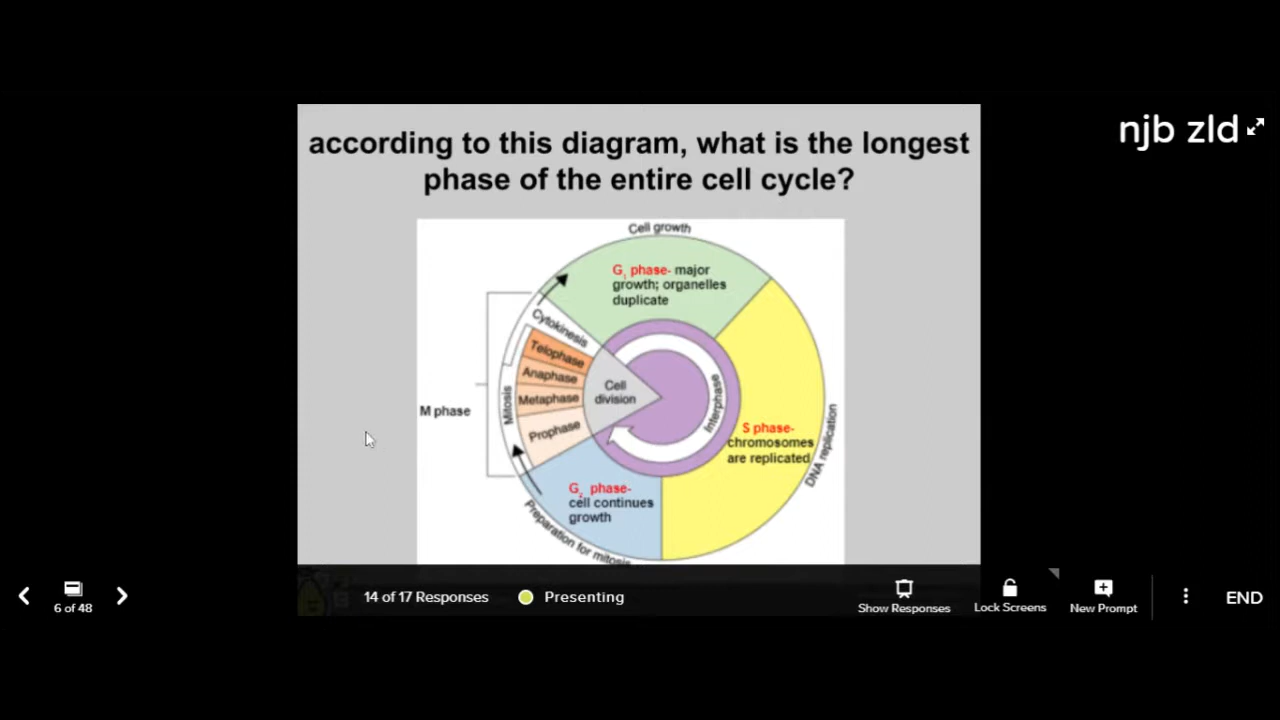 njb zld
according to this diagram, what is the longest
phase of the entire cell cycle?
Cell growth
G1 phase- major
growth; organelles
duplicate
Cytokinesis
Telophase
Anaphase
Metaphase
Prophase
Mitosis
M phase
Cell
division
Interphase
S phase-
chromosomes
are replicated
DNA replication
G2 phase-
cell continues
growth
Preparation for mitosis
6 of 48
14 of 17 Responses
Presenting
Show Responses
Lock Screens
New Prompt
END